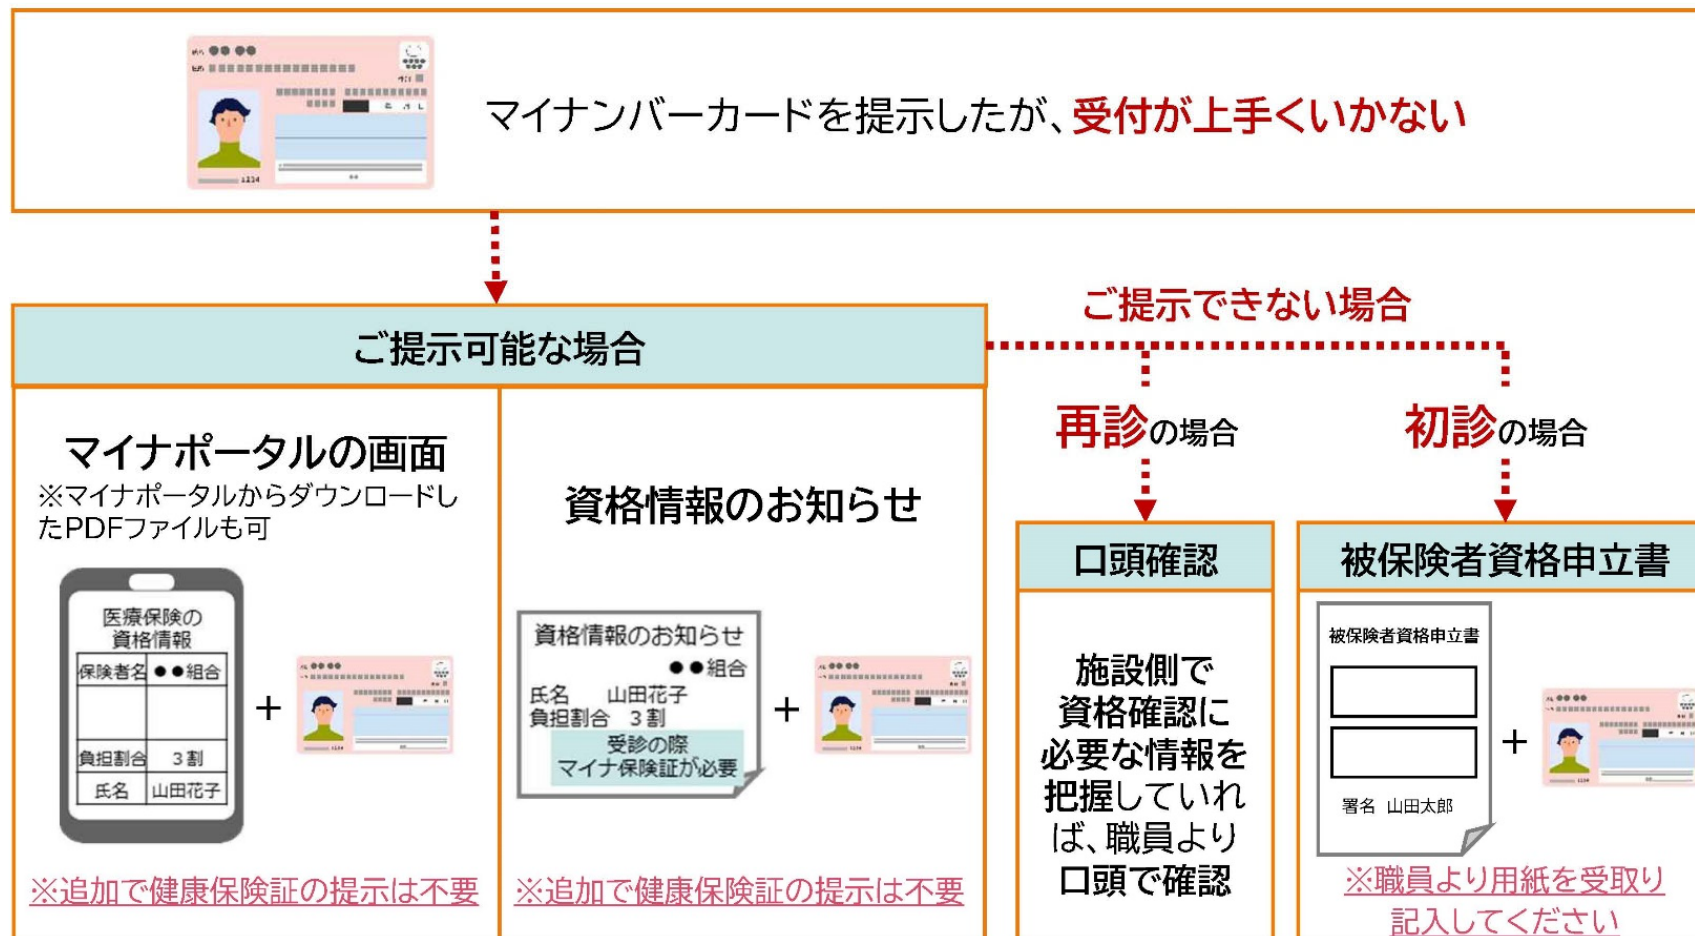 マイナンバーカードを提示したが、受付が上手くいかない
1234
ご提示可能な場合
マイナポータルの画面
※マイナポータルからダウンロードし
たPDFファイルも可
医療保険の
資格情報
保険者名 ●●組合
負担割合 3割
氏名 山田花子
+
※追加で健康保険証の提示は不要
資格情報のお知らせ
資格情報のお知らせ
●●組合
氏名 山田花子
負担割合 3割
受診の際
マイナ保険証が必要
+
※追加で健康保険証の提示は不要
ご提示できない場合
再診の場合
口頭確認
施設側で
資格確認に
必要な情報を
把握していれ
ば、職員より
口頭で確認
初診の場合
被保険者資格申立書
被保険者資格申立書
署名 山田太郎
+
※職員より用紙を受取り
記入してください